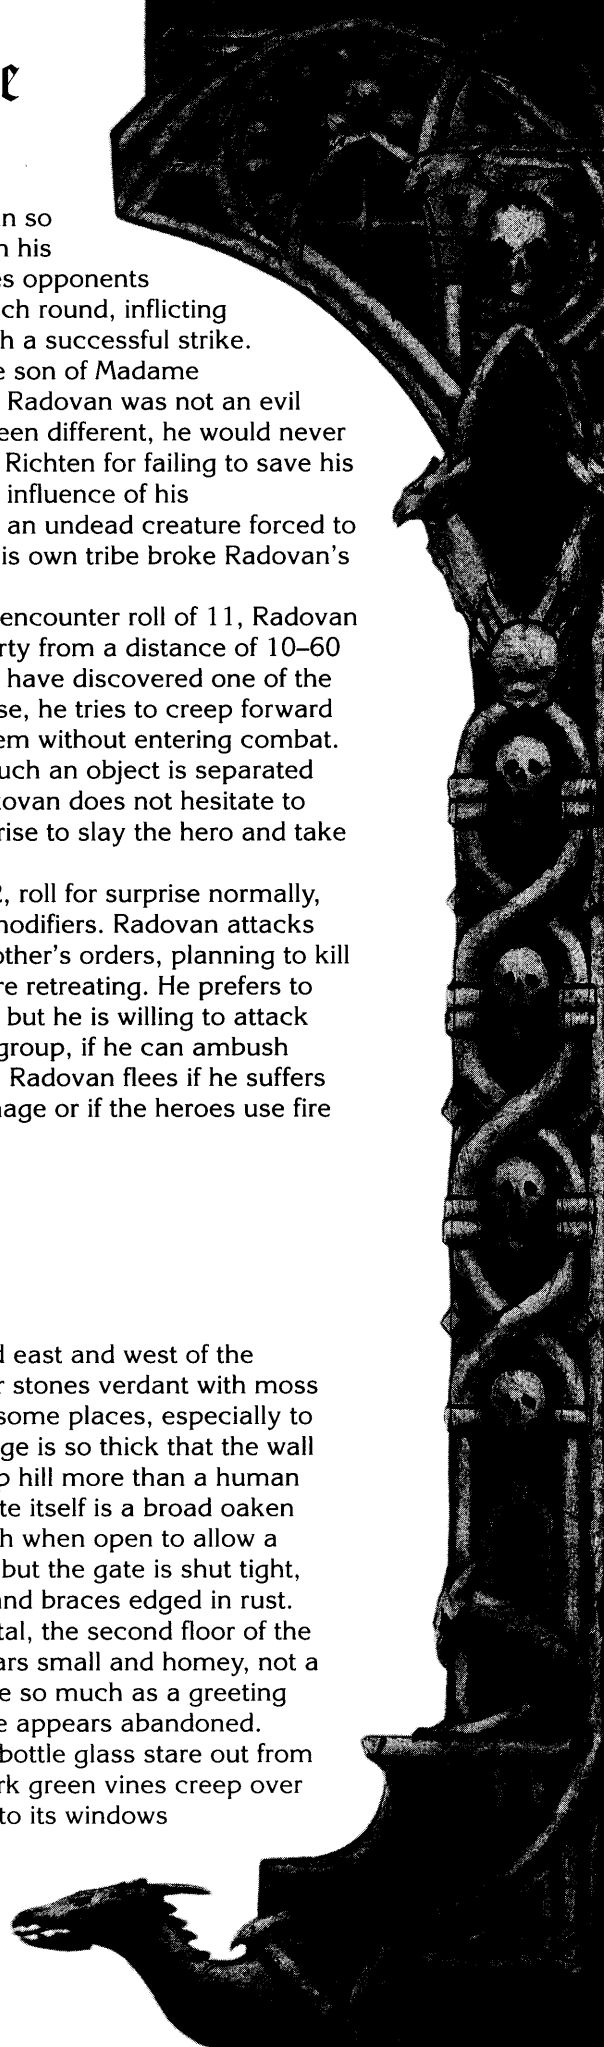 e
n so
n his
es opponents
ch round, inflicting
h a successful strike.
e son of Madame
Radovan was not an evil
een different, he would never
Richten for failing to save his
influence of his
an undead creature forced to
is own tribe broke Radovan's
encounter roll of 11, Radovan
rty from a distance of 10–60
have discovered one of the
se, he tries to creep forward
em without entering combat.
uch an object is separated
ovan does not hesitate to
rise to slay the hero and take
2, roll for surprise normally,
nodifiers. Radovan attacks
other's orders, planning to kill
re retreating. He prefers to
but he is willing to attack
group, if he can ambush
Radovan flees if he suffers
nage or if the heroes use fire
d east and west of the
r stones verdant with moss
some places, especially to
ge is so thick that the wall
p hill more than a human
te itself is a broad oaken
h when open to allow a
but the gate is shut tight,
and braces edged in rust.
tal, the second floor of the
ars small and homey, not a
e so much as a greeting
e appears abandoned.
bottle glass stare out from
rk green vines creep over
to its windows